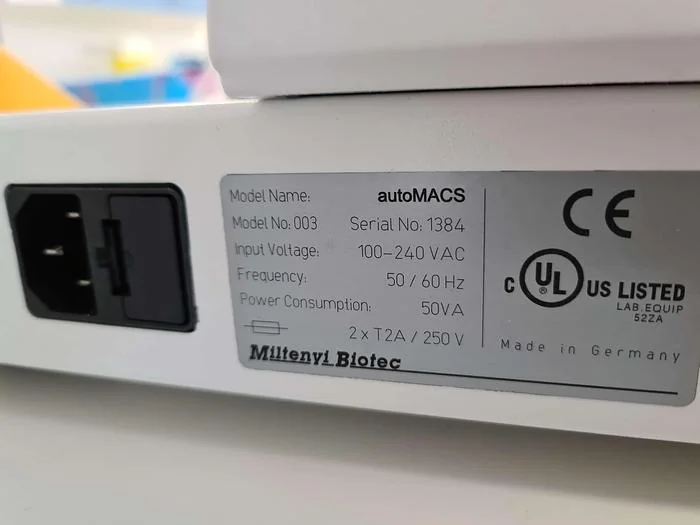 Model Name: autoMACS
Model No: 003 Serial No: 1384
Input Voltage: 100-240 VAC
Frequency: 50 / 60 Hz
Power Consumption: 50VA
2 x T2A / 250 V
Miltenyi Biotec
CE
C UL ® US LISTED
LAB. EQUIP
52ZA
Made in Germany